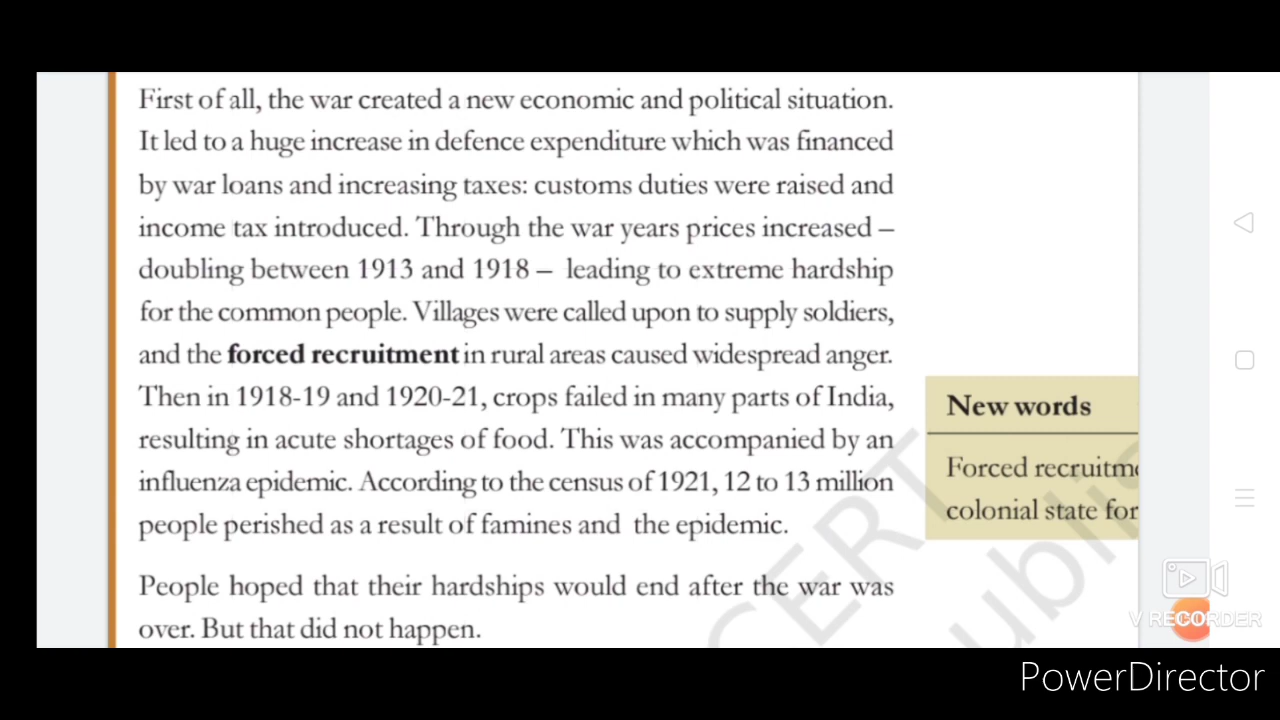 First of all, the war created a new economic and political situation.
It led to a huge increase in defence expenditure which was financed
by war loans and increasing taxes: customs duties were raised and
income tax introduced. Through the war years prices increased –
doubling between 1913 and 1918 – leading to extreme hardship
for the common people. Villages were called upon to supply soldiers,
and the forced recruitment in rural areas caused widespread anger.
Then in 1918-19 and 1920-21, crops failed in many parts of India,
resulting in acute shortages of food. This was accompanied by an
influenza epidemic. According to the census of 1921, 12 to 13 million
people perished as a result of famines and the epidemic.
People hoped that their hardships would end after the war was
over. But that did not happen.
New words
Forced recruitm
colonial state for
CERT
ublis
V RECORDER
PowerDirector